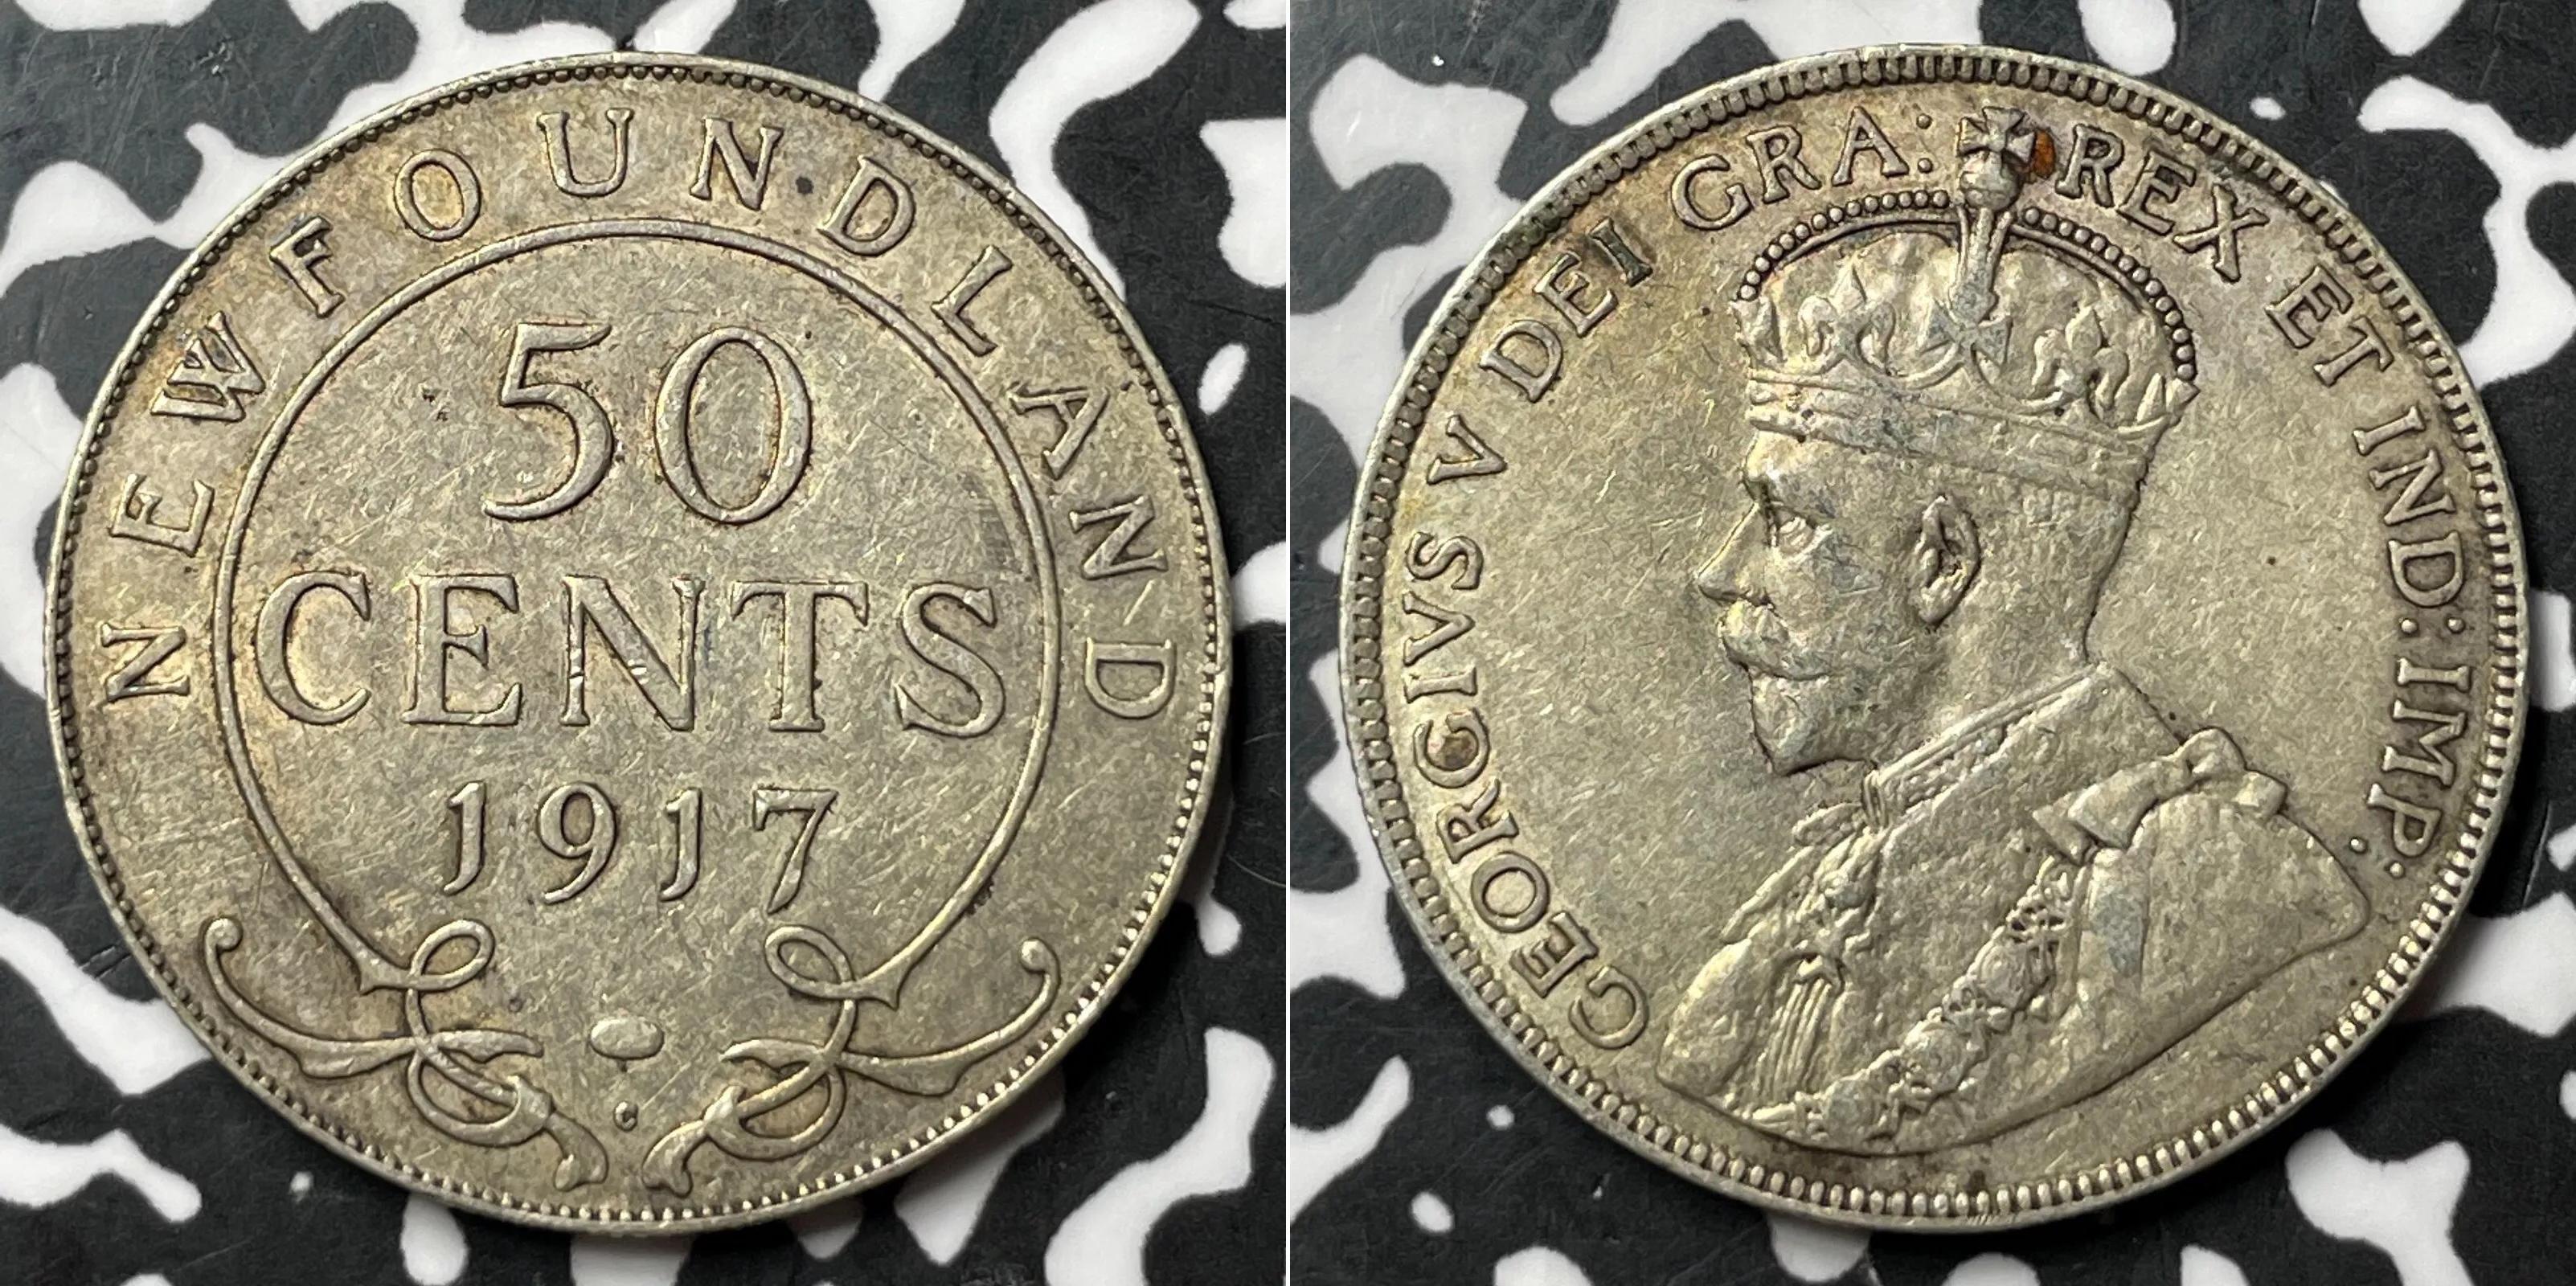 NEWFOUNDLAND
50
CENTS
1917
C
GEORGIVS V DEI GRA: REX ET IND: IMP: